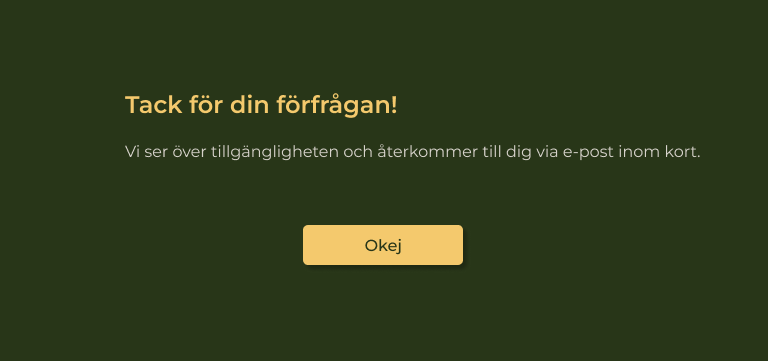 Tack för din förfrågan!
Vi ser över tillgängligheten och återkommer till dig via e-post inom kort.
Okej